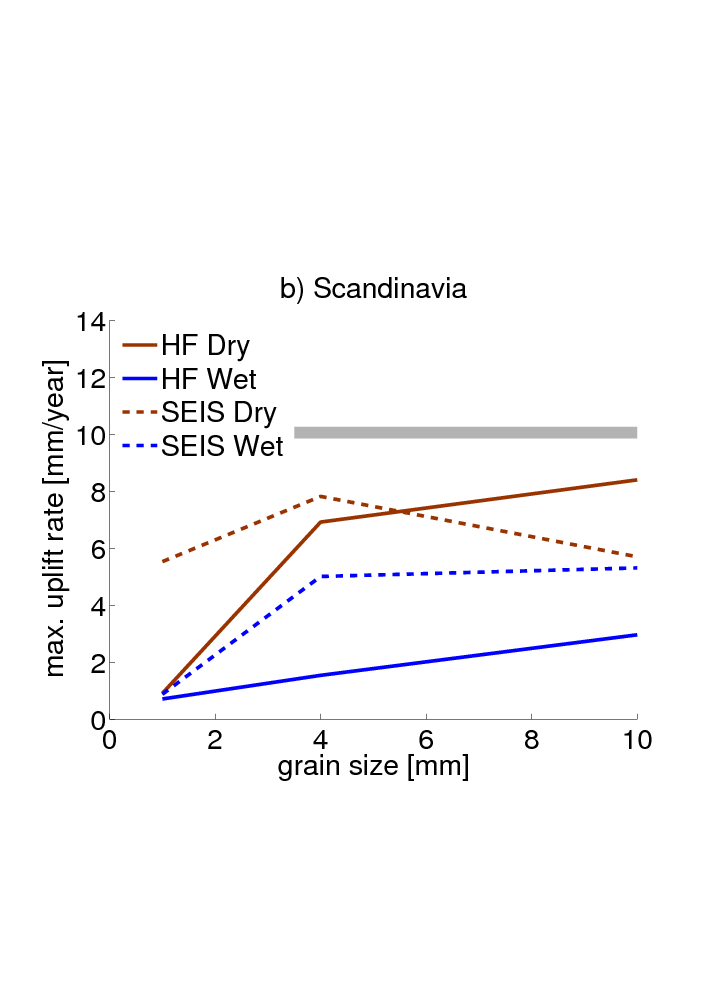 b) Scandinavia
14
12
10
8
6
4
2
0
max. uplift rate [mm/year]
HF Dry
HF Wet
SEIS Dry
SEIS Wet
0 2 4 6 8 10
grain size [mm]